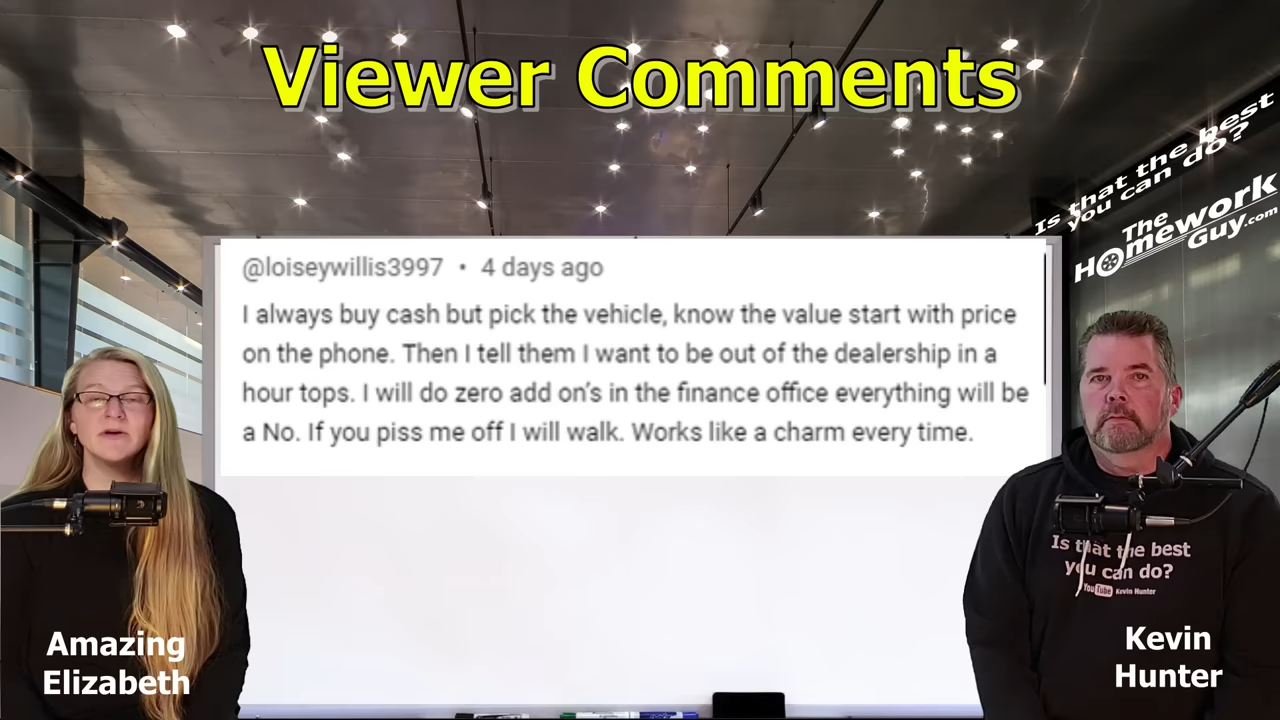 Viewer Comments
Is that the best
you can do?
The
Homework
Guy.com
@loiseywillis3997 • 4 days ago
I always buy cash but pick the vehicle, know the value start with price
on the phone. Then I tell them I want to be out of the dealership in a
hour tops. I will do zero add on's in the finance office everything will be
a No. If you piss me off I will walk. Works like a charm every time.
Is that the best
you can do?
YouTube Kevin Hunter
Amazing
Elizabeth
Kevin
Hunter